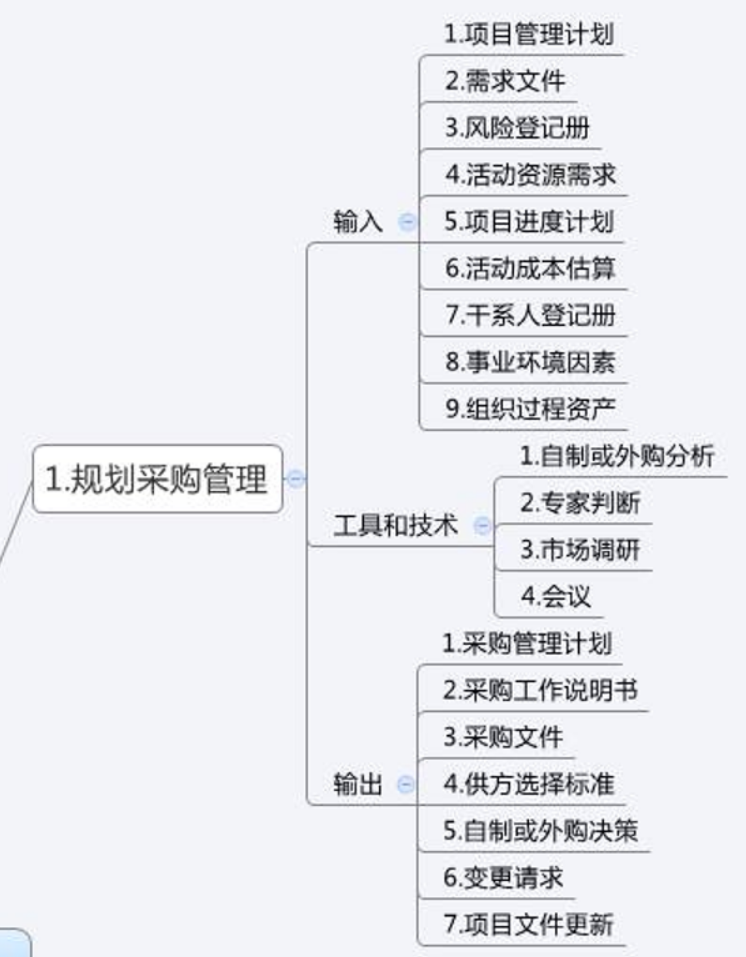 1.项目管理计划
2.需求文件
3.风险登记册
4.活动资源需求
输入
5.项目进度计划
6.活动成本估算
7.干系人登记册
8.事业环境因素
9.组织过程资产
1.规划采购管理
1.自制或外购分析
2.专家判断
工具和技术
3.市场调研
4.会议
1.采购管理计划
2.采购工作说明书
3.采购文件
输出
4.供方选择标准
5.自制或外购决策
6.变更请求
7.项目文件更新